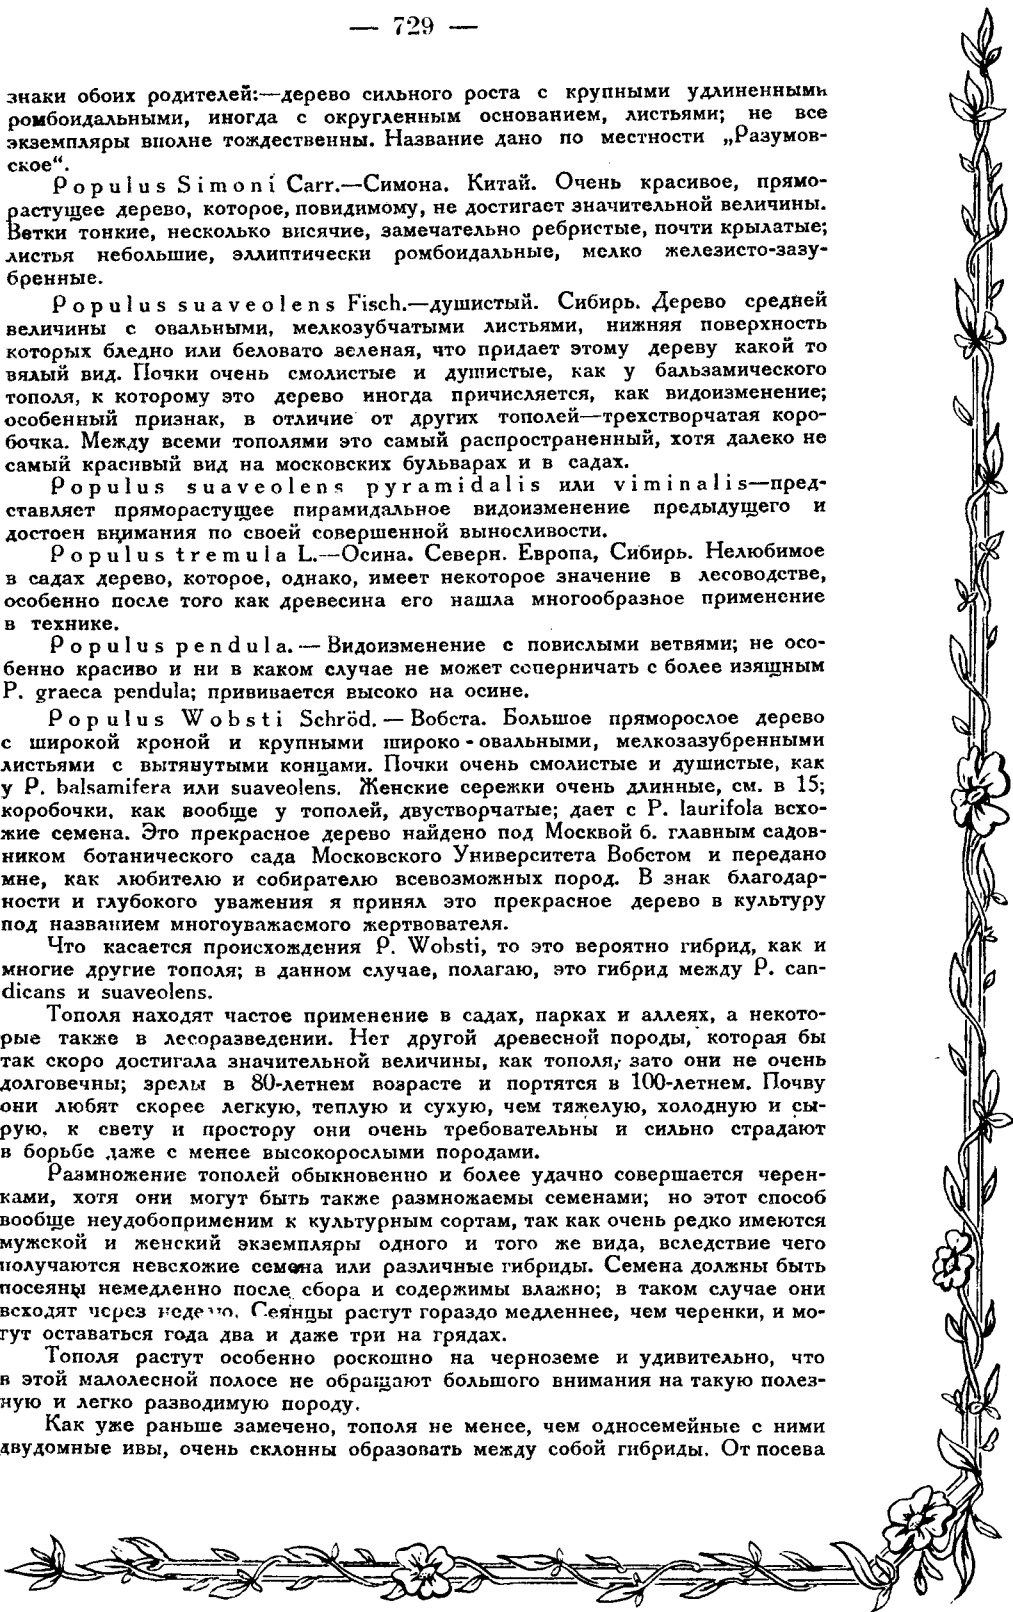 — 729 —
знаки обоих родителей:—дерево сильного роста с крупными удлиненными
ромбоидальными, иногда с округленным основанием, листьями; не все
экземпляры вполне тождественны. Название дано по местности „Разумов-
ское“.
Populus Simoni Carr.—Симона. Китай. Очень красивое, прямо-
растущее дерево, которое, повидимому, не достигает значительной величины.
Ветки тонкие, несколько висячие, замечательно ребристые, почти крылатые;
листья небольшие, эллиптически ромбоидальные, мелко железисто-зазу-
бренные.
Populus suaveolens Fisch.—душистый. Сибирь. Дерево средней
величины с овальными, мелкозубчатыми листьями, нижняя поверхность
которых бледно или беловато зеленая, что придает этому дереву какой то
вялый вид. Почки очень смолистые и душистые, как у бальзамического
тополя, к которому это дерево иногда причисляется, как видоизменение;
особенный признак, в отличие от других тополей—трехстворчатая коро-
бочка. Между всеми тополями это самый распространенный, хотя далеко не
самый красивый вид на московских бульварах и в садах.
Populus suaveolens pyramidalis или viminalis—пред-
ставляет пряморастущее пирамидальное видоизменение предыдущего и
достоен внимания по своей совершенной выносливости.
Populus tremula L.—Осина. Северн. Европа, Сибирь. Нелюбимое
в садах дерево, которое, однако, имеет некоторое значение в лесоводстве,
особенно после того как древесина его нашла многообразное применение
в технике.
Populus pendula. — Видоизменение с повислыми ветвями; не осо-
бенно красиво и ни в каком случае не может соперничать с более изящным
P. graeca pendula; прививается высоко на осине.
Populus Wobsti Schröd. — Вобста. Большое пряморослое дерево
с широкой кроной и крупными широко-овальными, мелкозазубренными
листьями с вытянутыми концами. Почки очень смолистые и душистые, как
у P. balsamifera или suaveolens. Женские сережки очень длинные, см. в 15;
коробочки, как вообще у тополей, двустворчатые; дает с P. laurifola всхо-
жие семена. Это прекрасное дерево найдено под Москвой б. главным садов-
ником ботанического сада Московского Университета Вобстом и передано
мне, как любителю и собирателю всевозможных пород. В знак благодар-
ности и глубокого уважения я принял это прекрасное дерево в культуру
под названием многоуважаемого жертвователя.
Что касается происхождения P. Wobsti, то это вероятно гибрид, как и
многие другие тополя; в данном случае, полагаю, это гибрид между P. can-
dicans и suaveolens.
Тополя находят частое применение в садах, парках и аллеях, а некото-
рые также в лесоразведении. Нет другой древесной породы, которая бы
так скоро достигала значительной величины, как тополя, зато они не очень
долговечны; зрелы в 80-летнем возрасте и портятся в 100-летнем. Почву
они любят скорее легкую, теплую и сухую, чем тяжелую, холодную и сы-
рую, к свету и простору они очень требовательны и сильно страдают
в борьбе даже с менее высокорослыми породами.
Размножение тополей обыкновенно и более удачно совершается черен-
ками, хотя они могут быть также размножаемы семенами; но этот способ
вообще неудобоприменим к культурным сортам, так как очень редко имеются
мужской и женский экземпляры одного и того же вида, вследствие чего
получаются невсхожие семена или различные гибриды. Семена должны быть
посеяны немедленно после сбора и содержимы влажно; в таком случае они
всходят через неделю. Сеянцы растут гораздо медленнее, чем черенки, и мо-
гут оставаться года два и даже три на грядах.
Тополя растут особенно роскошно на черноземе и удивительно, что
в этой малолесной полосе не обращают большого внимания на такую полез-
ную и легко разводимую породу.
Как уже раньше замечено, тополя не менее, чем односемейные с ними
двудомные ивы, очень склонны образовать между собой гибриды. От посева